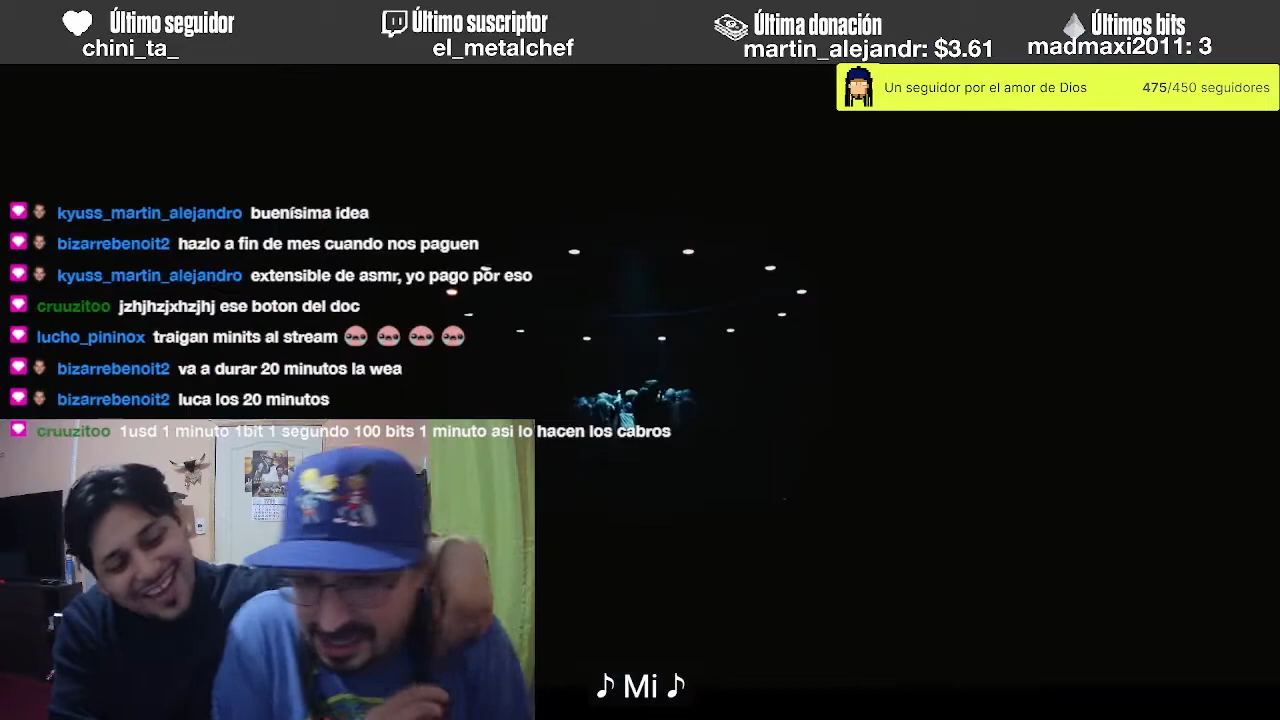 Último seguidor
chini_ta_
Último suscriptor
el_metalchef
Última donación
martin_alejandr: $3.61
Últimos bits
madmaxi2011: 3
Un seguidor por el amor de Dios 475/450 seguidores
kyuss_martin_alejandro buenísima idea
bizarrebenoit2 hazlo a fin de mes cuando nos paguen
kyuss_martin_alejandro extensible de asmr, yo pago por eso
cruuzitoo jzhjhzjxhzjhj ese boton del doc
lucho_pininox traigan minits al stream
bizarrebenoit2 va a durar 20 minutos la wea
bizarrebenoit2 luca los 20 minutos
cruuzitoo 1usd 1 minuto 1bit 1 segundo 100 bits 1 minuto asi lo hacen los cabros
♪ Mi ♪